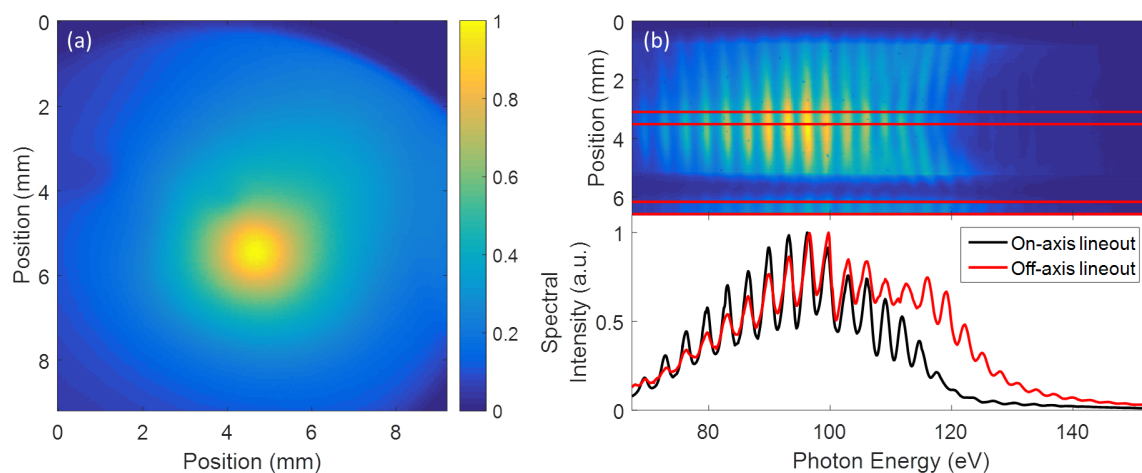 (a)
0
2
4
6
8
Position (mm)
0 2 4 6 8
Position (mm)
1
0.8
0.6
0.4
0.2
0
(b)
0
2
4
6
Position (mm)
1
0.5
0
Spectral
Intensity (a.u.)
On-axis lineout
Off-axis lineout
80 100 120 140
Photon Energy (eV)